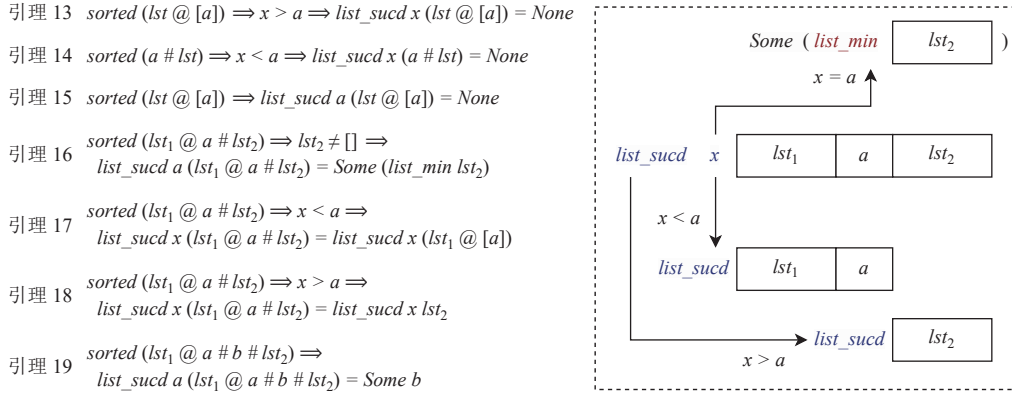 引理 13 sorted (lst @ [a]) ⟹ x > a ⟹ list_sucd x (lst @ [a]) = None
引理 14 sorted (a # lst) ⟹ x < a ⟹ list_sucd x (a # lst) = None
引理 15 sorted (lst @ [a]) ⟹ list_sucd a (lst @ [a]) = None
引理 16 sorted (lst₁ @ a # lst₂) ⟹ lst₂ ≠ [] ⟹
list_sucd a (lst₁ @ a # lst₂) = Some (list_min lst₂)
引理 17 sorted (lst₁ @ a # lst₂) ⟹ x < a ⟹
list_sucd x (lst₁ @ a # lst₂) = list_sucd x (lst₁ @ [a])
引理 18 sorted (lst₁ @ a # lst₂) ⟹ x > a ⟹
list_sucd x (lst₁ @ a # lst₂) = list_sucd x lst₂
引理 19 sorted (lst₁ @ a # b # lst₂) ⟹
list_sucd a (lst₁ @ a # b # lst₂) = Some b
Some ( list_min lst₂ )
x = a
list_sucd x lst₁ a lst₂
x < a
list_sucd lst₁ a
list_sucd lst₂
x > a